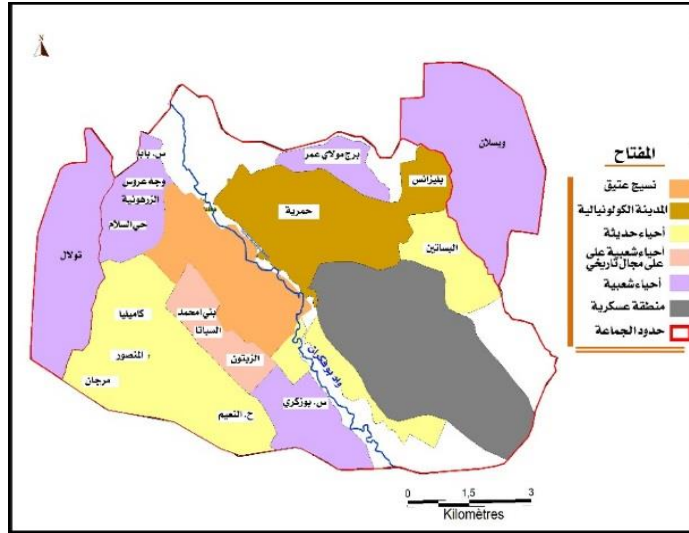 N
ويسلان
برج مولاي عمر
س. بابا
بليزانس
وجه عروس
الزرهونية
حمرية
حي السلام
البساتين
تولال
كاميليا
بني امحمد
السباتا
المنصور
الزيتون
واد بوفكران
مرجان
س. بوزكري
ح. النعيم
المفتاح
نسيج عتيق
المدينة الكولونيالية
أحياء حديثة
أحياء شعبية على
على مجال تاريخي
أحياء شعبية
منطقة عسكرية
حدود الجماعة
0 1,5 3
Kilomètres